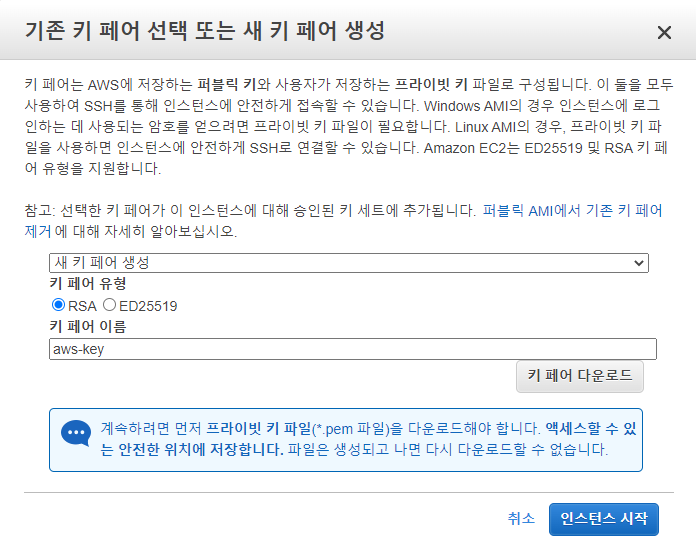 기존 키 페어 선택 또는 새 키 페어 생성
키 페어는 AWS에 저장하는 퍼블릭 키와 사용자가 저장하는 프라이빗 키 파일로 구성됩니다. 이 둘을 모두
사용하여 SSH를 통해 인스턴스에 안전하게 접속할 수 있습니다. Windows AMI의 경우 인스턴스에 로그
인하는 데 사용되는 암호를 얻으려면 프라이빗 키 파일이 필요합니다. Linux AMI의 경우, 프라이빗 키 파
일을 사용하면 인스턴스에 안전하게 SSH로 연결할 수 있습니다. Amazon EC2는 ED25519 및 RSA 키 페
어 유형을 지원합니다.
참고: 선택한 키 페어가 이 인스턴스에 대해 승인된 키 세트에 추가됩니다. 퍼블릭 AMI에서 기존 키 페어
제거 에 대해 자세히 알아보십시오.
새 키 페어 생성
키 페어 유형
RSA ED25519
키 페어 이름
aws-key
키 페어 다운로드
계속하려면 먼저 프라이빗 키 파일(*.pem 파일)을 다운로드해야 합니다. 액세스할 수 있
는 안전한 위치에 저장합니다. 파일은 생성되고 나면 다시 다운로드할 수 없습니다.
취소 인스턴스 시작